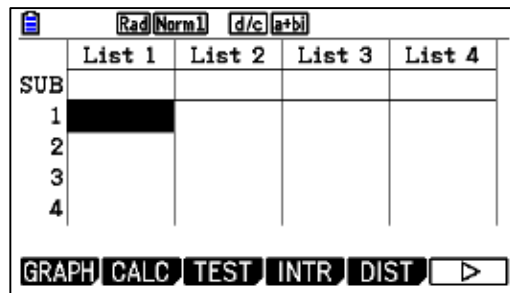 Rad Norm1 d/c a+bi
List 1 List 2 List 3 List 4
SUB
1
2
3
4
GRAPH CALC TEST INTR DIST ▷